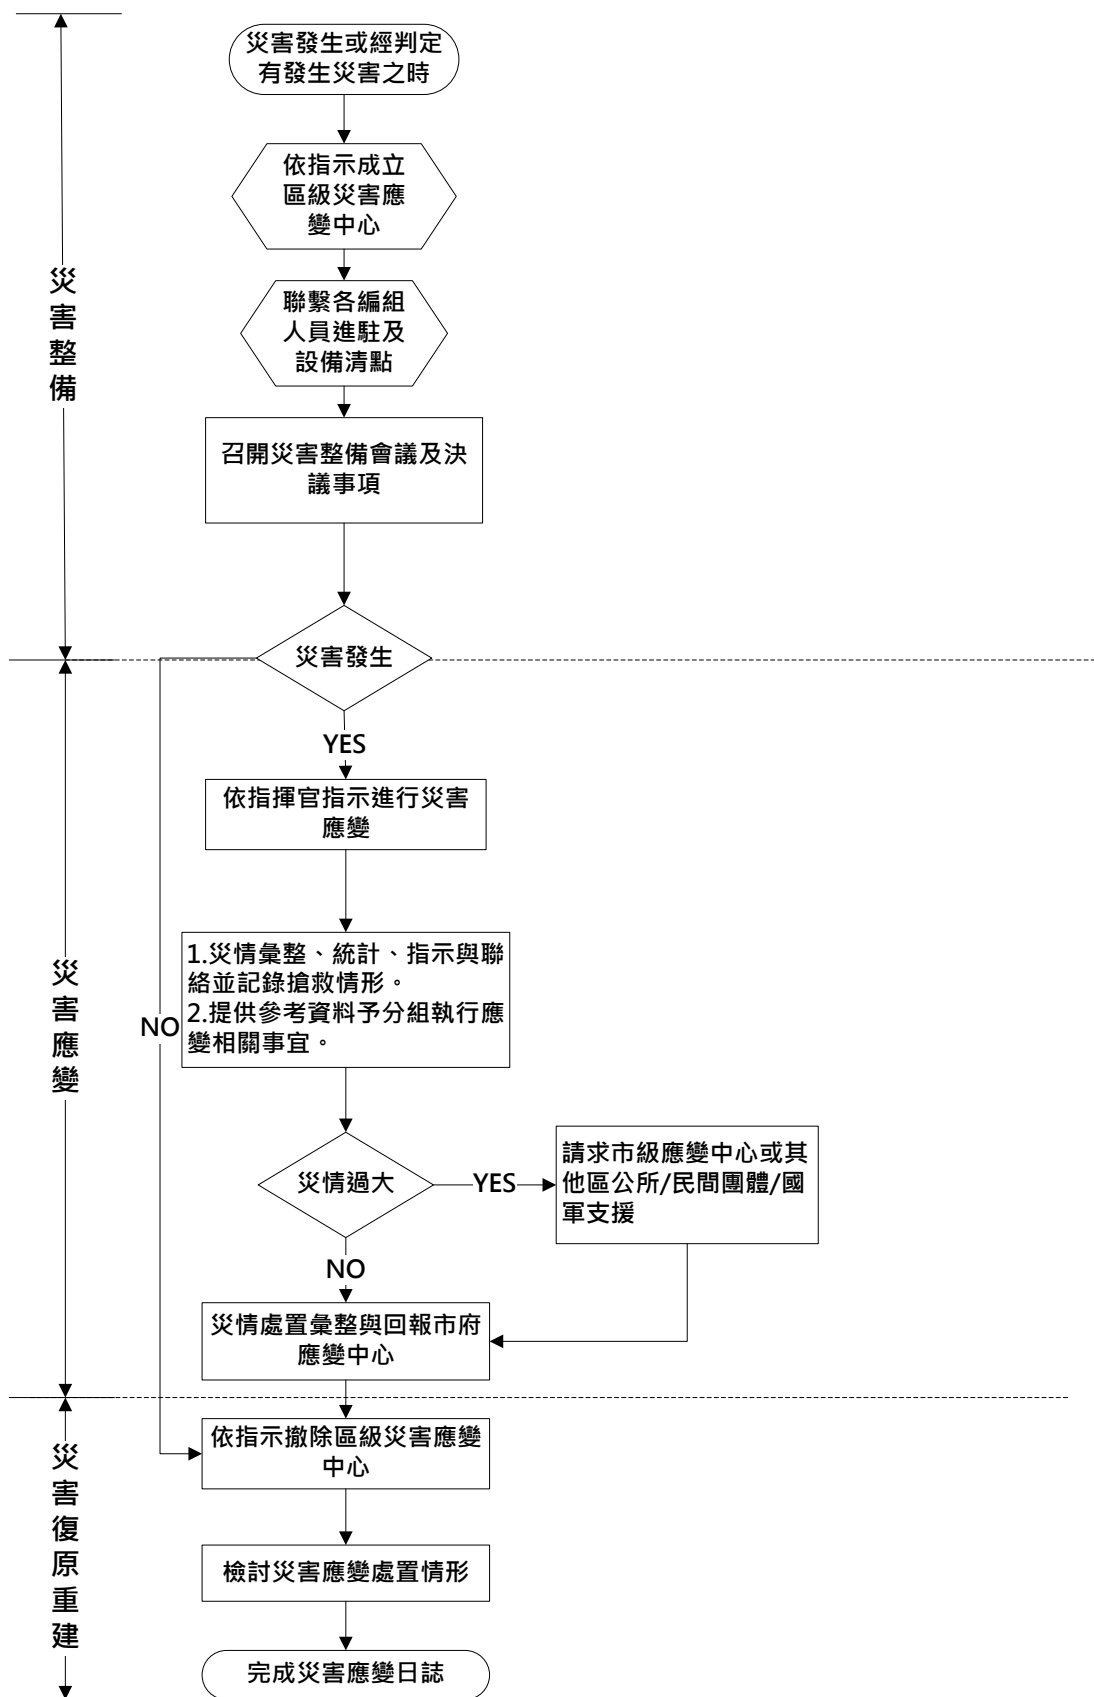 災害發生或經判定
有發生災害之時
依指示成立
區級災害應
變中心
聯繫各編組
人員進駐及
設備清點
災害整備
召開災害整備會議及決
議事項
災害發生
YES
依指揮官指示進行災害
應變
1.災情彙整、統計、指示與聯
絡並記錄搶救情形。
2.提供參考資料予分組執行應
變相關事宜。
災害應變
NO
災情過大
YES
請求市級應變中心或其
他區公所/民間團體/國
軍支援
NO
災情處置彙整與回報市府
應變中心
依指示撤除區級災害應變
中心
災害復原重建
檢討災害應變處置情形
完成災害應變日誌